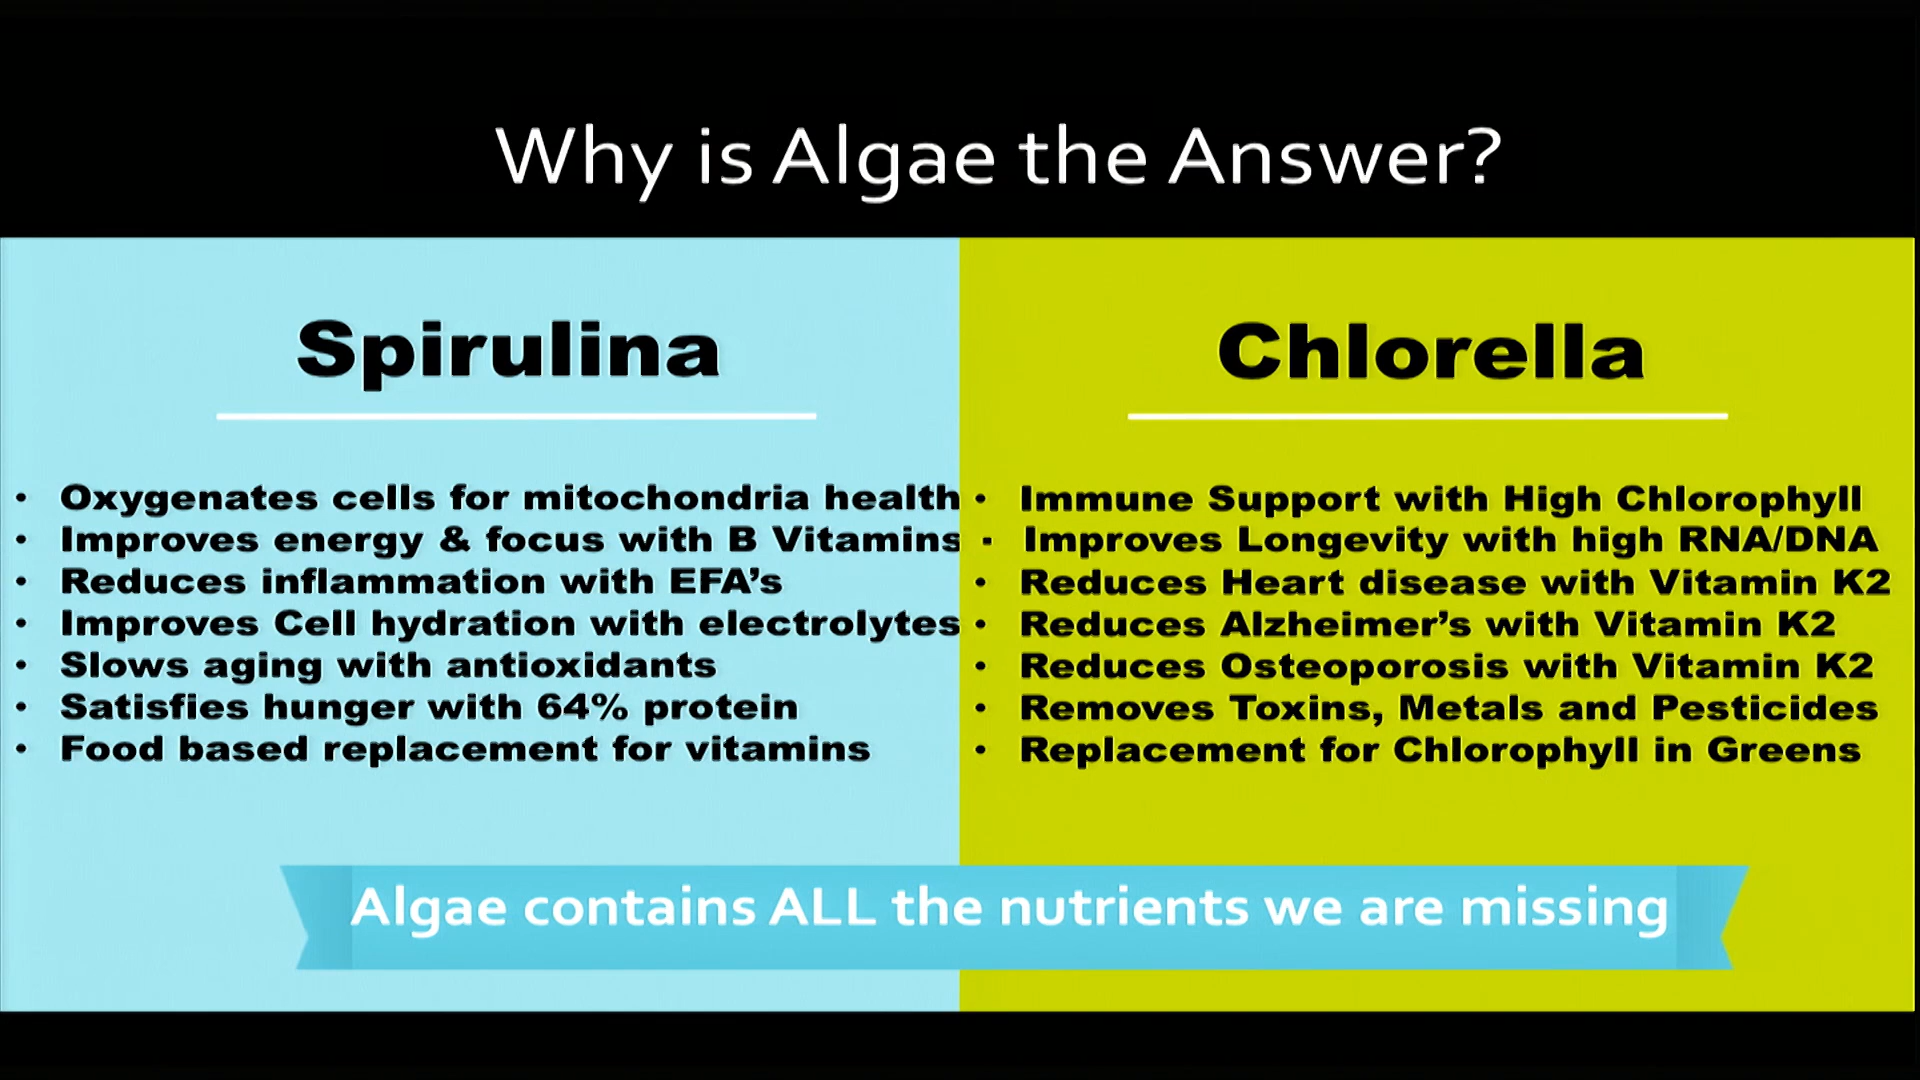 Why is Algae the Answer?
Spirulina
• Oxygenates cells for mitochondria health
• Improves energy & focus with B Vitamins
• Reduces inflammation with EFA’s
• Improves Cell hydration with electrolytes
• Slows aging with antioxidants
• Satisfies hunger with 64% protein
• Food based replacement for vitamins
Chlorella
• Immune Support with High Chlorophyll
▪ Improves Longevity with high RNA/DNA
• Reduces Heart disease with Vitamin K2
• Reduces Alzheimer’s with Vitamin K2
• Reduces Osteoporosis with Vitamin K2
• Removes Toxins, Metals and Pesticides
• Replacement for Chlorophyll in Greens
Algae contains ALL the nutrients we are missing